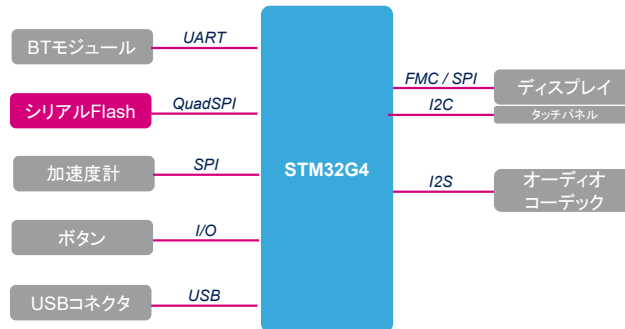 UART
BTモジュール
QuadSPI
シリアルFlash
SPI
加速度計
I/O
ボタン
USB
USBコネクタ
STM32G4
FMC / SPI
ディスプレイ
I2C
タッチパネル
I2S
オーディオ
コーデック